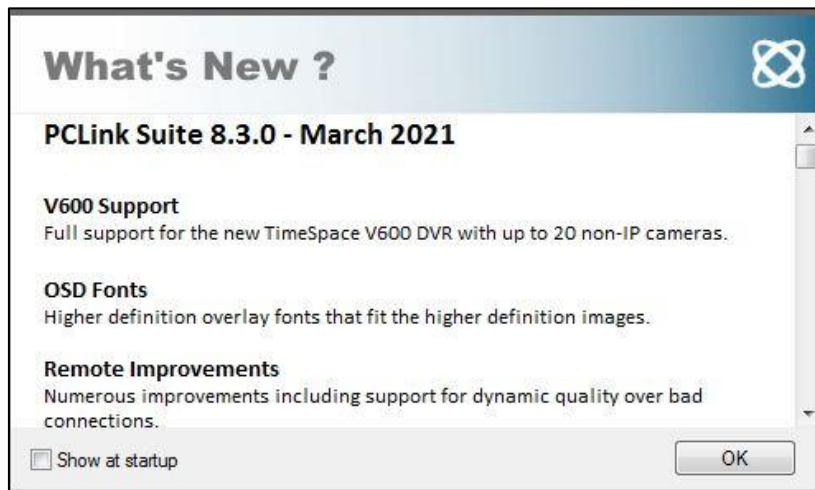 What's New ?
PCLink Suite 8.3.0 - March 2021
V600 Support
Full support for the new TimeSpace V600 DVR with up to 20 non-IP cameras.
OSD Fonts
Higher definition overlay fonts that fit the higher definition images.
Remote Improvements
Numerous improvements including support for dynamic quality over bad
connections.
Show at startup
OK